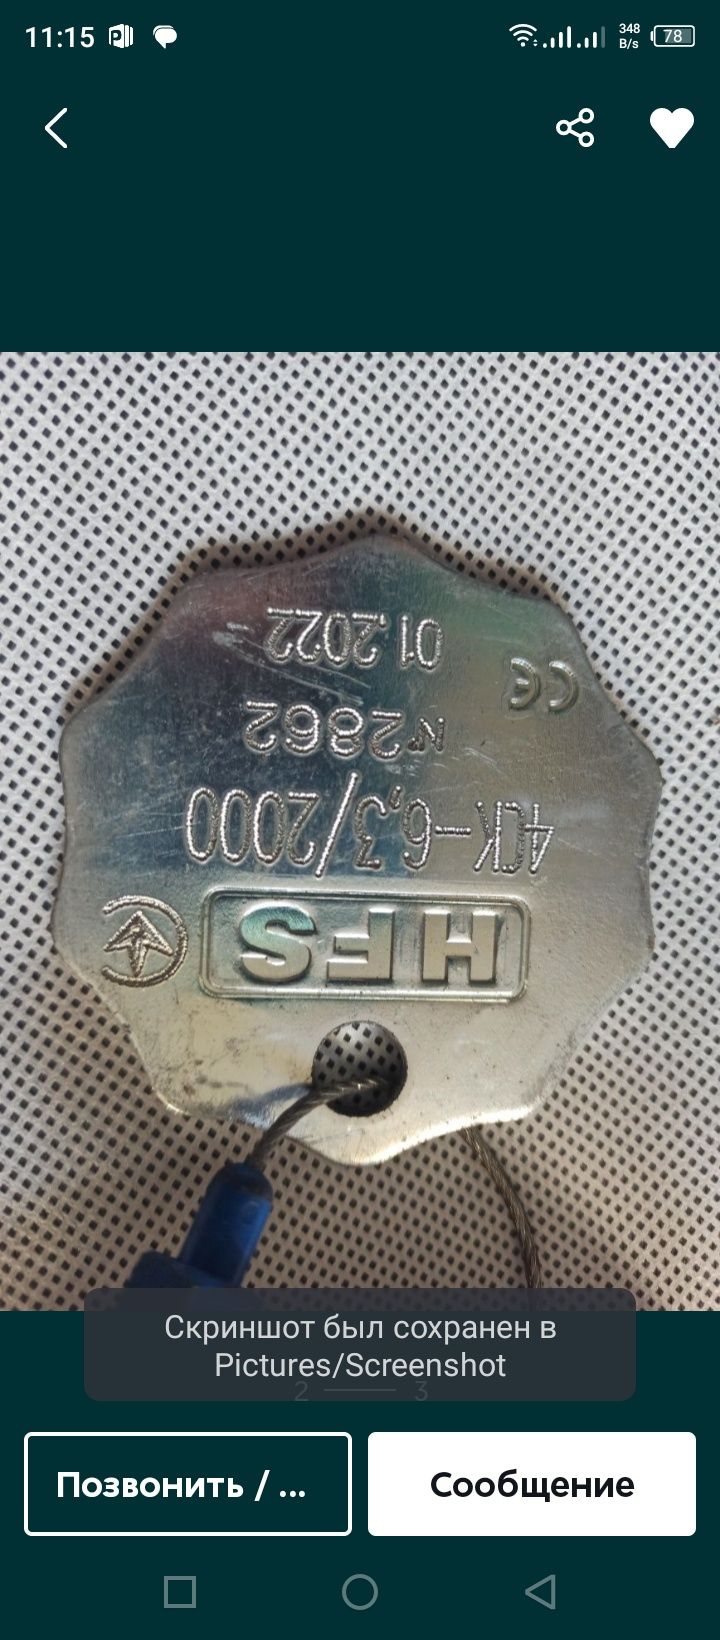 11:15
348
B/s
78
HFS
4СК-6,3/2000
№2862
01.2022
CE
Скриншот был сохранен в
Pictures/Screenshot
2
3
Позвонить / ...
Сообщение